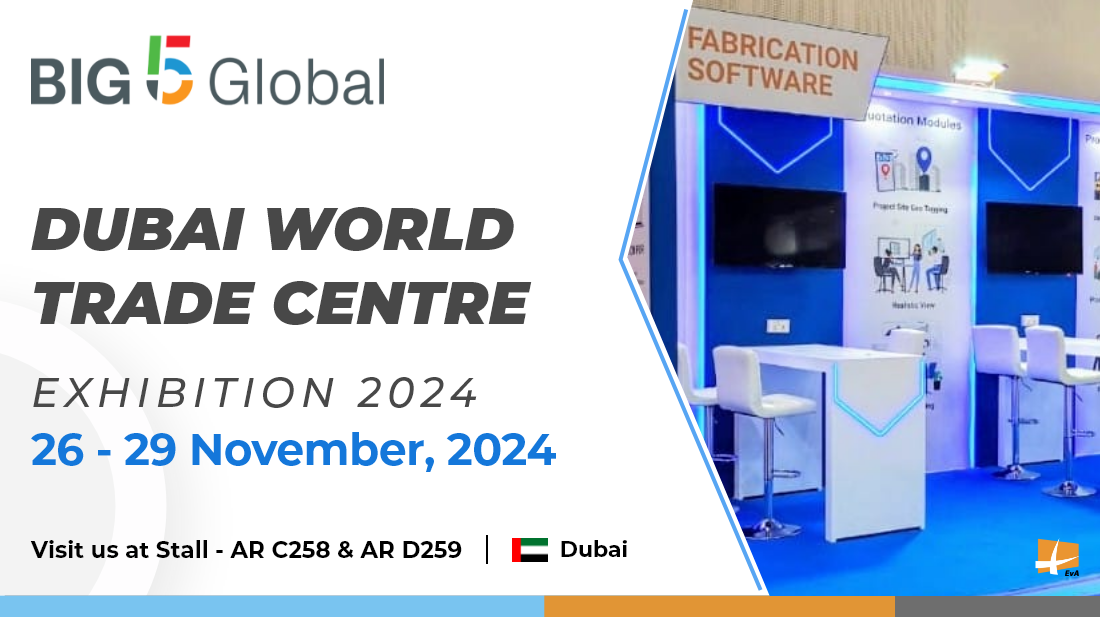 BIG 5 Global
DUBAI WORLD
TRADE CENTRE
EXHIBITION 2024
26 - 29 November, 2024
Visit us at Stall - AR C258 & AR D259
Dubai
FABRICATION
SOFTWARE
Modules
Project Site Geo Tagging
Realistic View
EvA